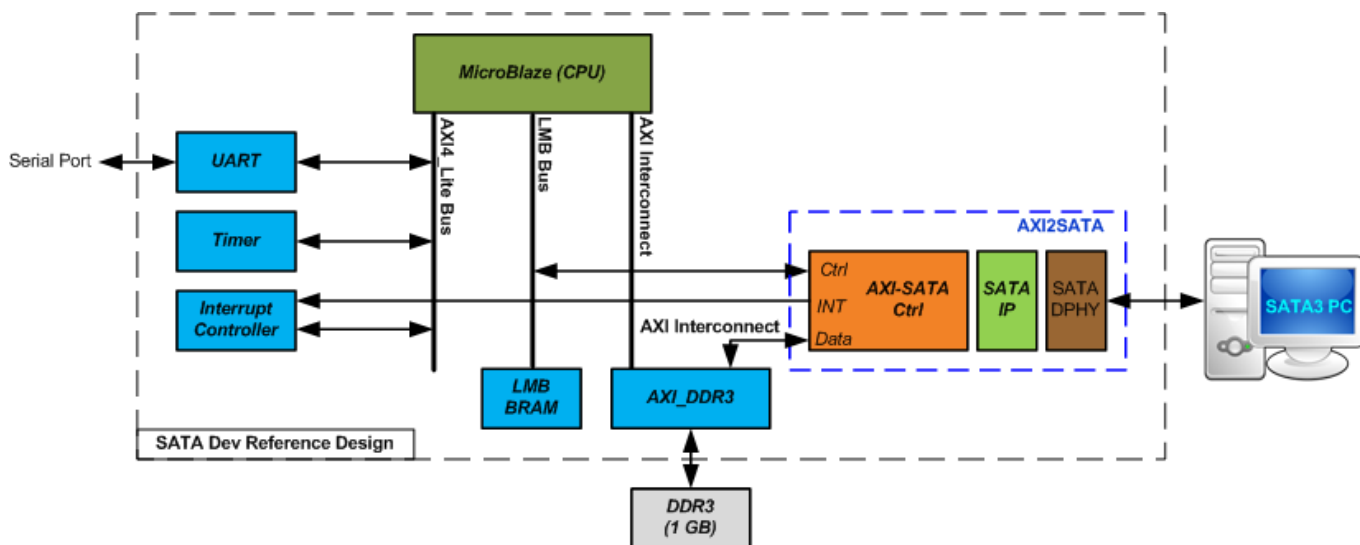 MicroBlaze (CPU)
AXI4_Lite Bus
LMB Bus
AXI Interconnect
Serial Port
UART
Timer
Interrupt
Controller
AXI2SATA
Ctrl
INT
Data
AXI-SATA
Ctrl
SATA
IP
SATA
DPHY
SATA3 PC
AXI Interconnect
LMB
BRAM
AXI_DDR3
SATA Dev Reference Design
DDR3
(1 GB)